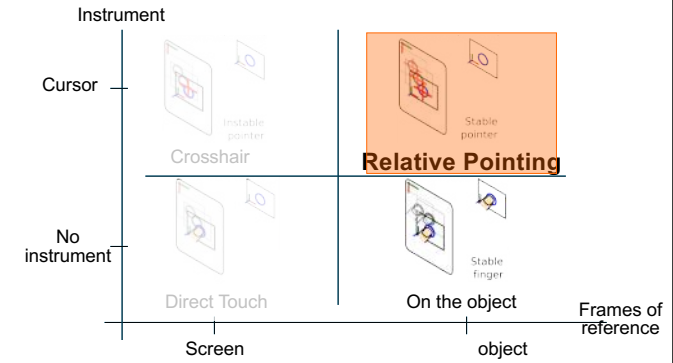 Instrument
Cursor
Instable
pointer
Crosshair
Stable
pointer
Relative Pointing
No
instrument
Direct Touch
Stable
finger
On the object
Frames of
reference
Screen
object